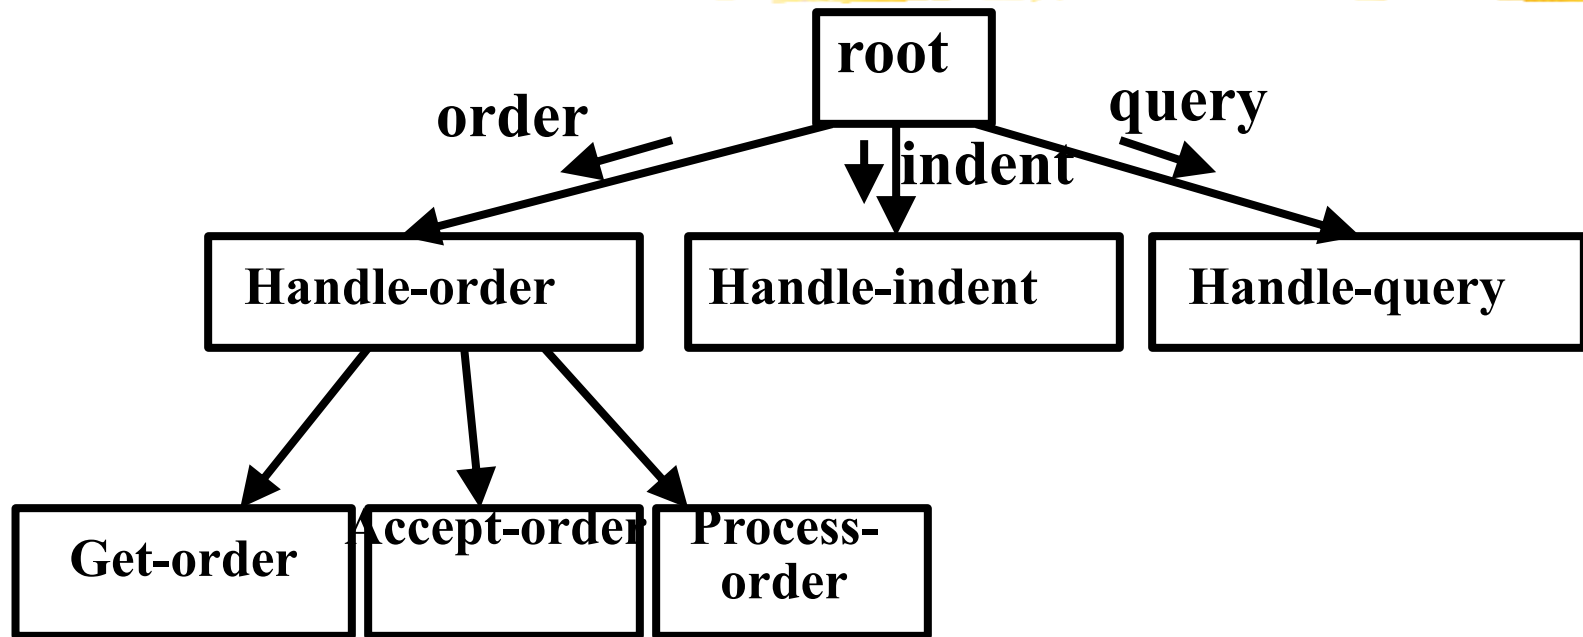 root
order
query
indent
Handle-order
Handle-indent
Handle-query
Get-order
Accept-order
Process-
order